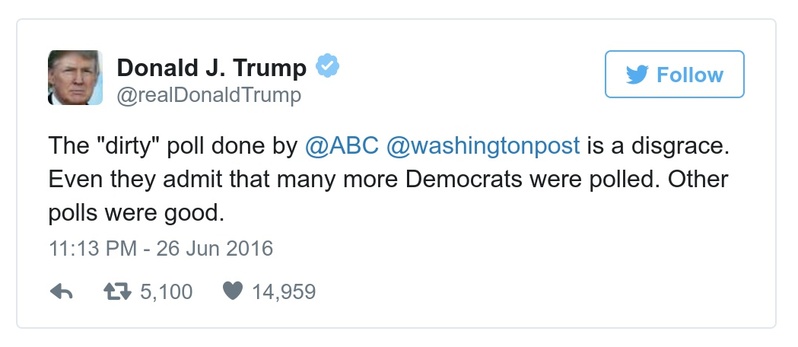 Donald J. Trump
Follow
@realDonaldTrump
The "dirty" poll done by @ABC @washingtonpost is a disgrace.
Even they admit that many more Democrats were polled. Other
polls were good.
11:13 PM - 26 Jun 2016
5,100 14,959